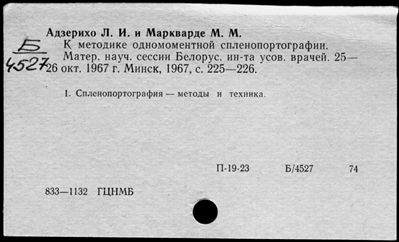 Адзерихо Л. И. и Маркварде М. М.
Б
4527
К методике одномоментной спленопортографии.
Матер. науч. сессии Белорус. ин-та усов. врачей. 25—
26 окт. 1967 г. Минск, 1967, с. 225—226.
1. Спленопортография — методы и техника.
П-19-23 Б/4527 74
833—1132 ГЦНМБ